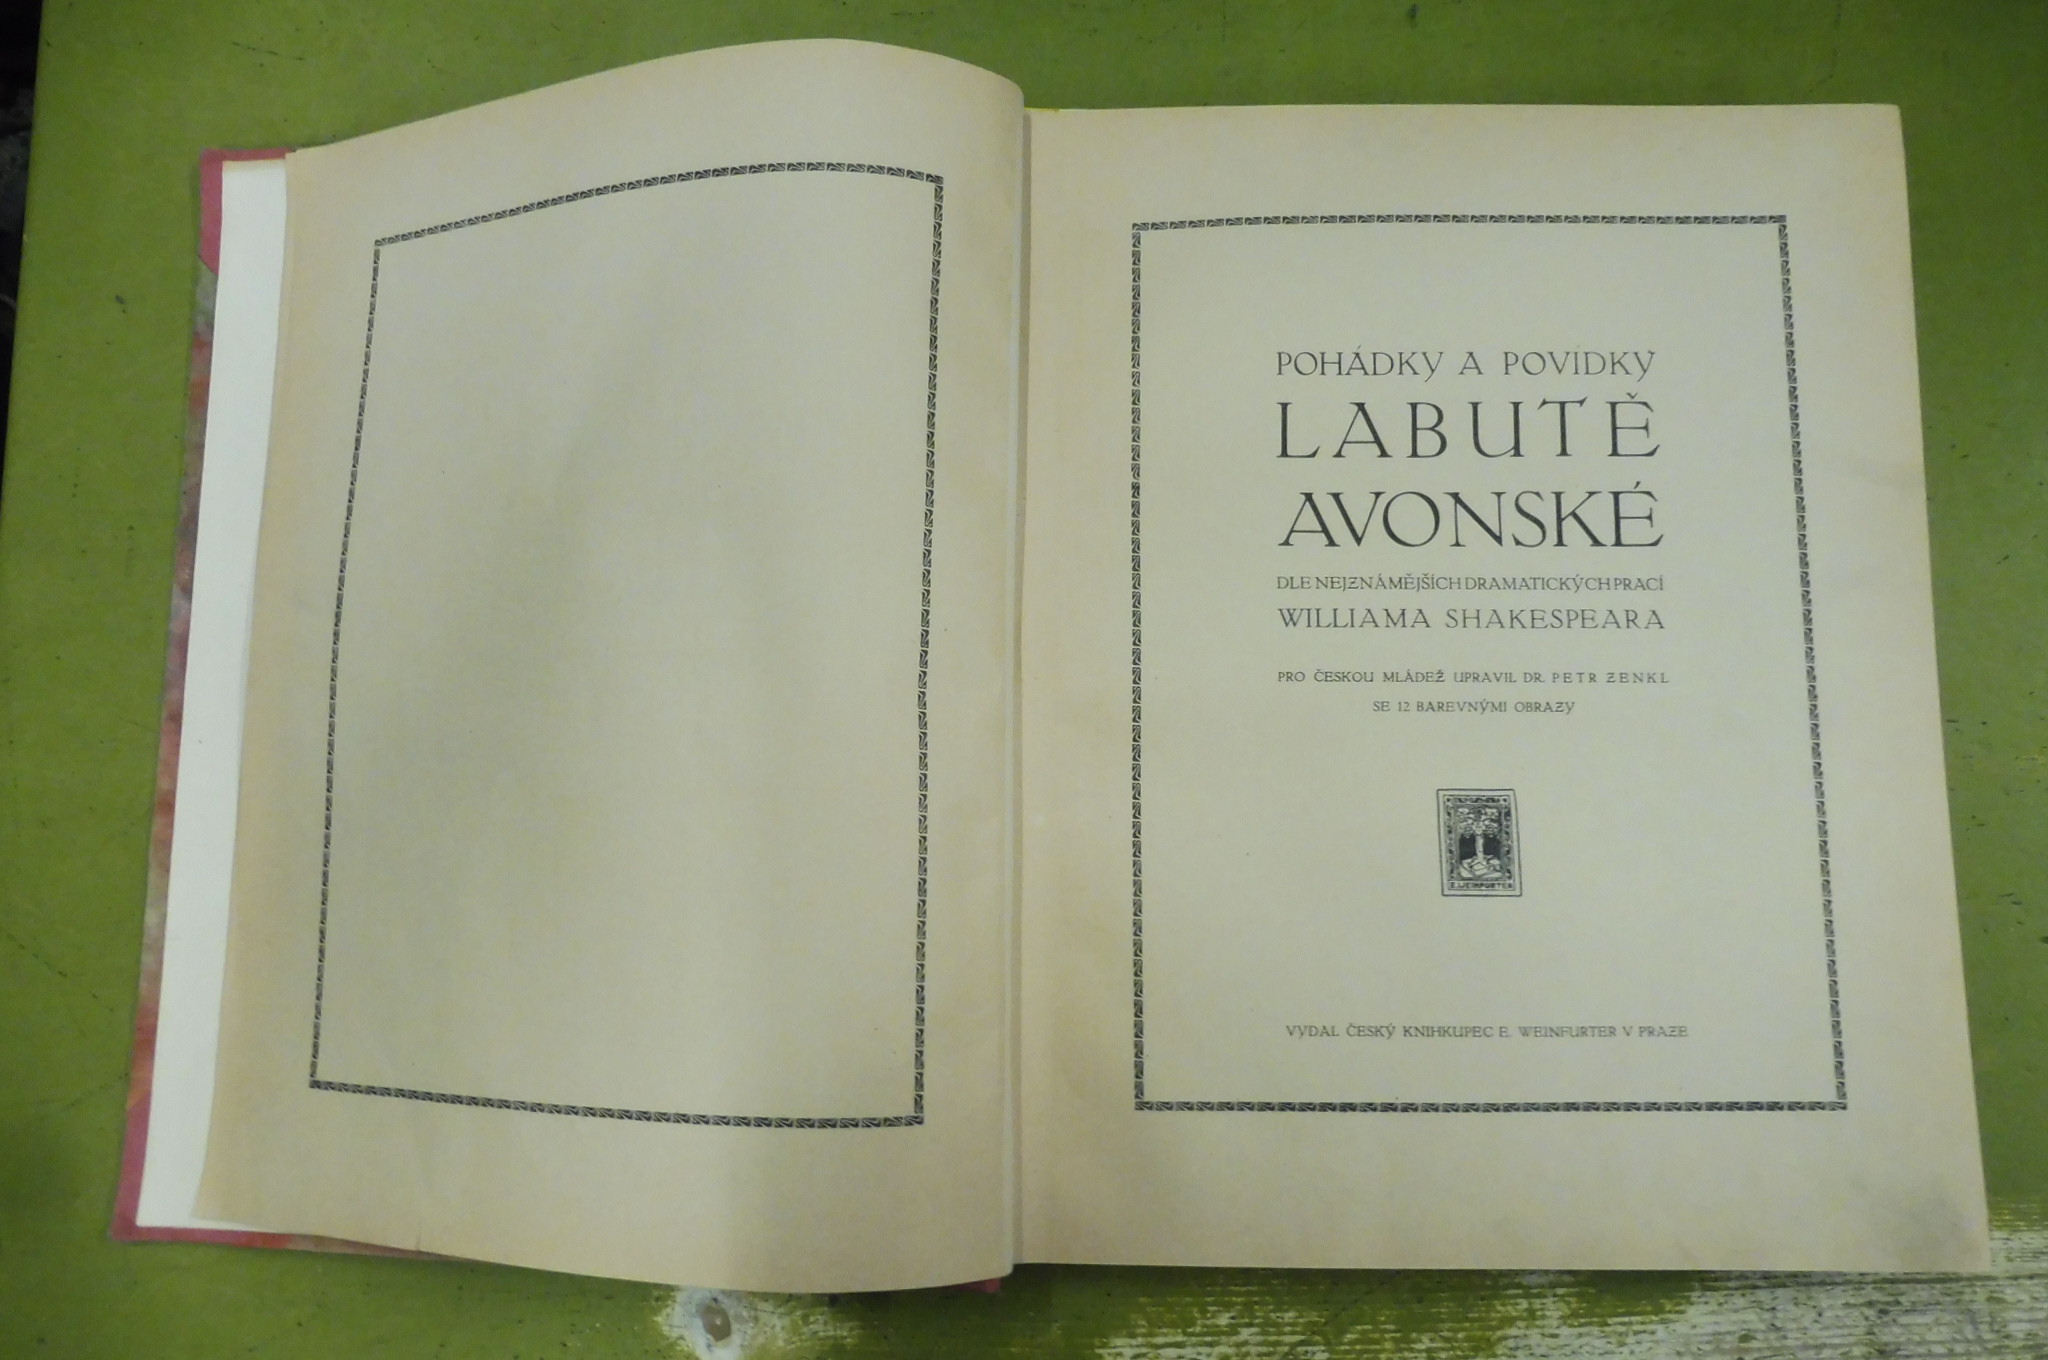 POHÁDKY A POVÍDKY
LABUTĚ
AVONSKÉ
DLE NEJZNÁMĚJŠÍCH DRAMATICKÝCH PRACÍ
WILLIAMA SHAKESPEARA
PRO ČESKOU MLÁDEŽ UPRAVIL DR. PETR ZENKL
SE 12 BAREVNÝMI OBRAZY
E. WEINFURTER
VYDAL ČESKÝ KNIHKUPEC E. WEINFURTER V PRAZE